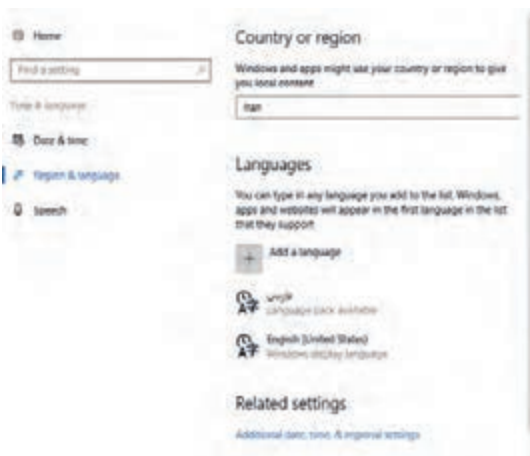 Home
Find a setting
Time & language
Date & time
Region & language
Speech
Country or region
Windows and apps might use your country or region to give
you local content
Iran
Languages
You can type in any language you add to the list. Windows,
apps and websites will appear in the first language in the list
that they support
Add a language
فارسی
Language pack available
English (United States)
Windows display language
Related settings
Additional date, time, & regional settings